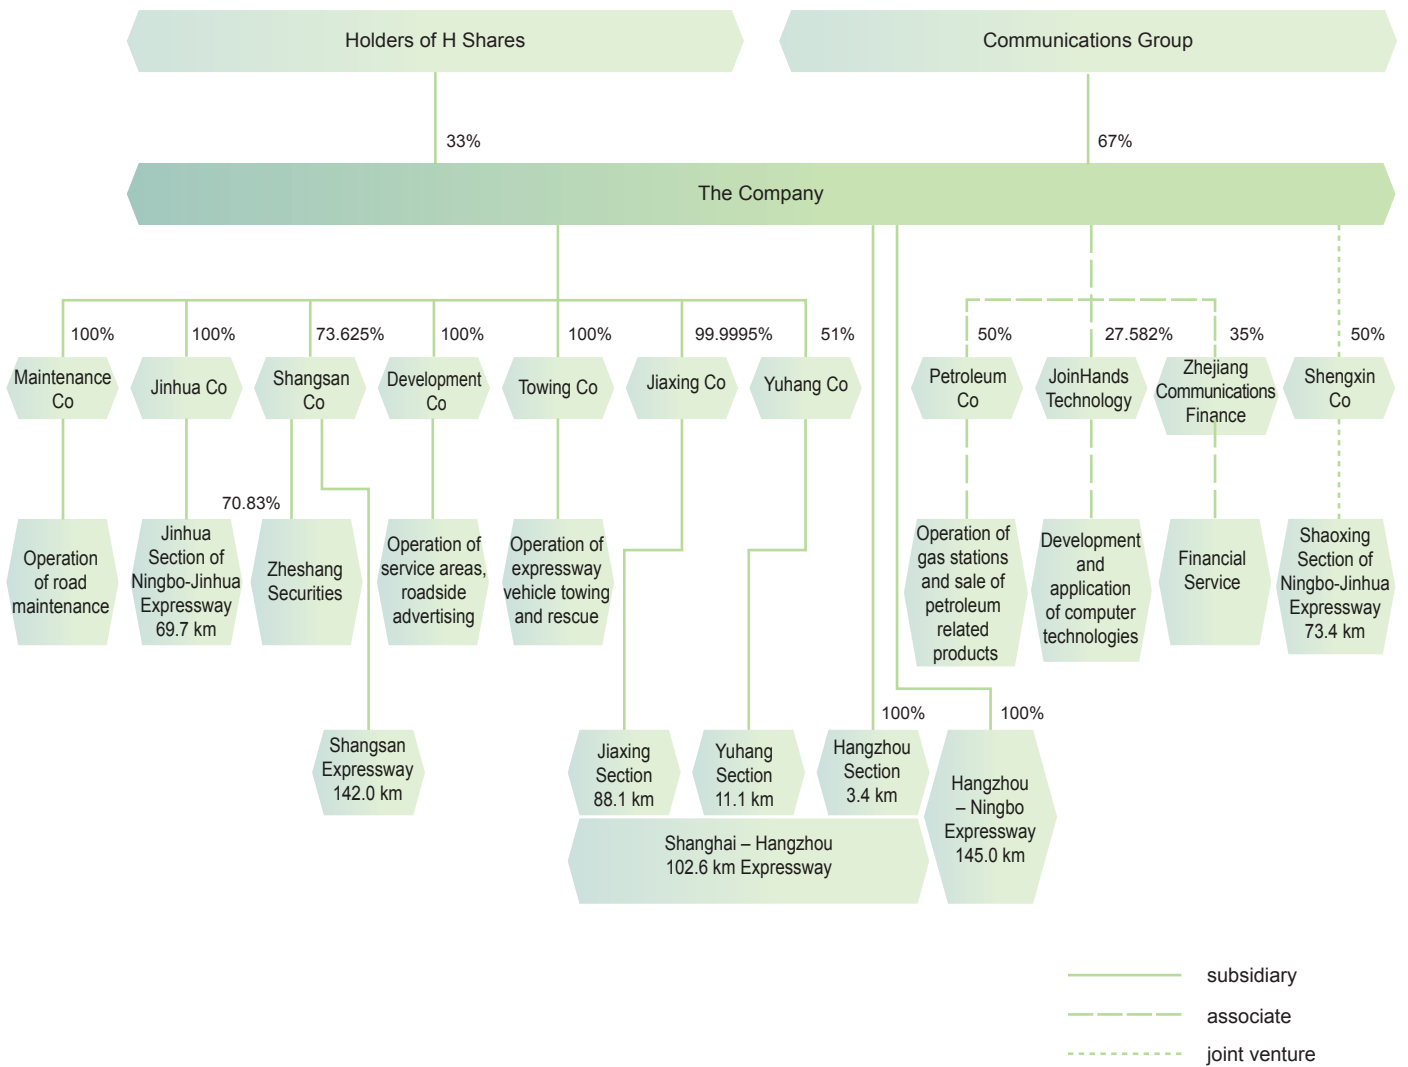 Holders of H Shares
Communications Group
33%
67%
The Company
100%
100%
73.625%
100%
100%
99.9995%
51%
50%
27.582%
35%
50%
Maintenance
Co
Jinhua Co
Shangsan
Co
Development
Co
Towing Co
Jiaxing Co
Yuhang Co
Petroleum
Co
JoinHands
Technology
Zhejiang
Communications
Finance
Shengxin
Co
70.83%
Operation
of road
maintenance
Jinhua
Section of
Ningbo-Jinhua
Expressway
69.7 km
Zheshang
Securities
Operation of
service areas,
roadside
advertising
Operation of
expressway
vehicle towing
and rescue
Operation of
gas stations
and sale of
petroleum
related
products
Development
and
application
of computer
technologies
Financial
Service
Shaoxing
Section of
Ningbo-Jinhua
Expressway
73.4 km
100%
100%
Shangsan
Expressway
142.0 km
Jiaxing
Section
88.1 km
Yuhang
Section
11.1 km
Hangzhou
Section
3.4 km
Hangzhou
– Ningbo
Expressway
145.0 km
Shanghai – Hangzhou
102.6 km Expressway
subsidiary
associate
joint venture